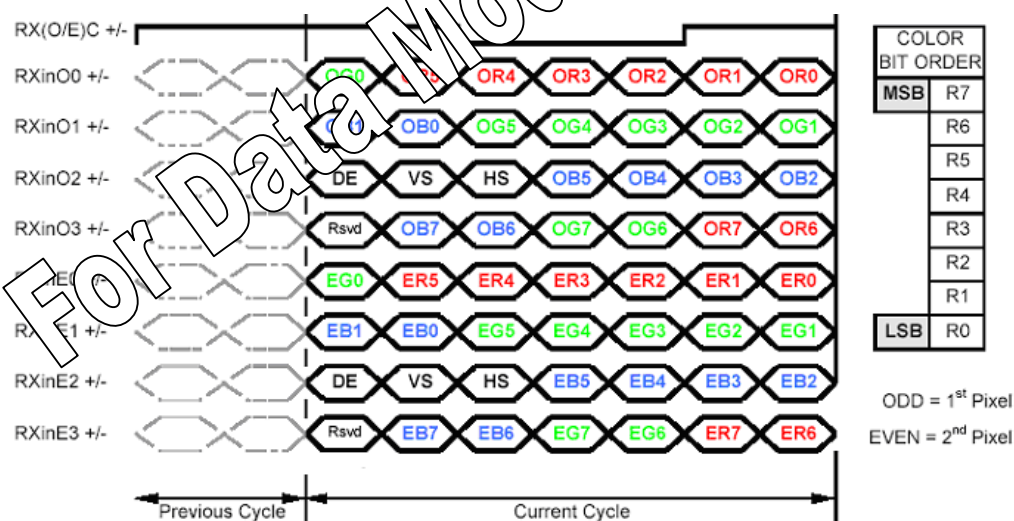 RX(O/E)C +/-
RXinO0 +/- OG0 OR5 OR4 OR3 OR2 OR1 OR0
RXinO1 +/- OB1 OB0 OG5 OG4 OG3 OG2 OG1
RXinO2 +/- DE VS HS OB5 OB4 OB3 OB2
RXinO3 +/- Rsvd OB7 OB6 OG7 OG6 OR7 OR6
+/- EG0 ER5 ER4 ER3 ER2 ER1 ER0
+/- EB1 EB0 EG5 EG4 EG3 EG2 EG1
RXinE2 +/- DE VS HS EB5 EB4 EB3 EB2
RXinE3 +/- Rsvd EB7 EB6 EG7 EG6 ER7 ER6
Previous Cycle Current Cycle
COLOR
BIT ORDER
MSB R7
R6
R5
R4
R3
R2
R1
LSB R0
ODD = 1st Pixel
EVEN = 2nd Pixel
For Data